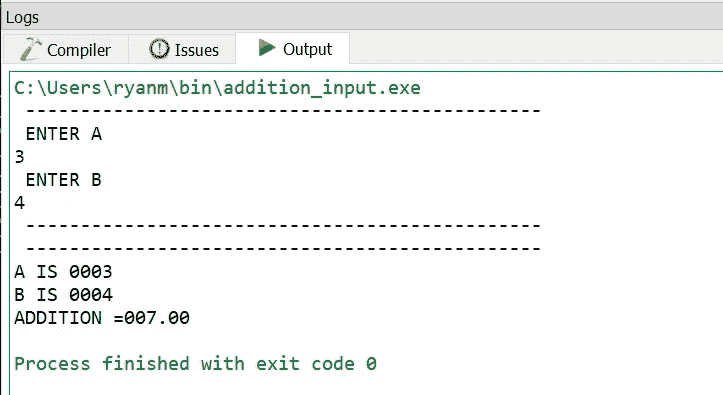 Logs
Compiler Issues Output
C:\Users\ryanm\bin\addition_input.exe
-----------------------------------------------
ENTER A
3
ENTER B
4
-----------------------------------------------
-----------------------------------------------
A IS 0003
B IS 0004
ADDITION =007.00
Process finished with exit code 0